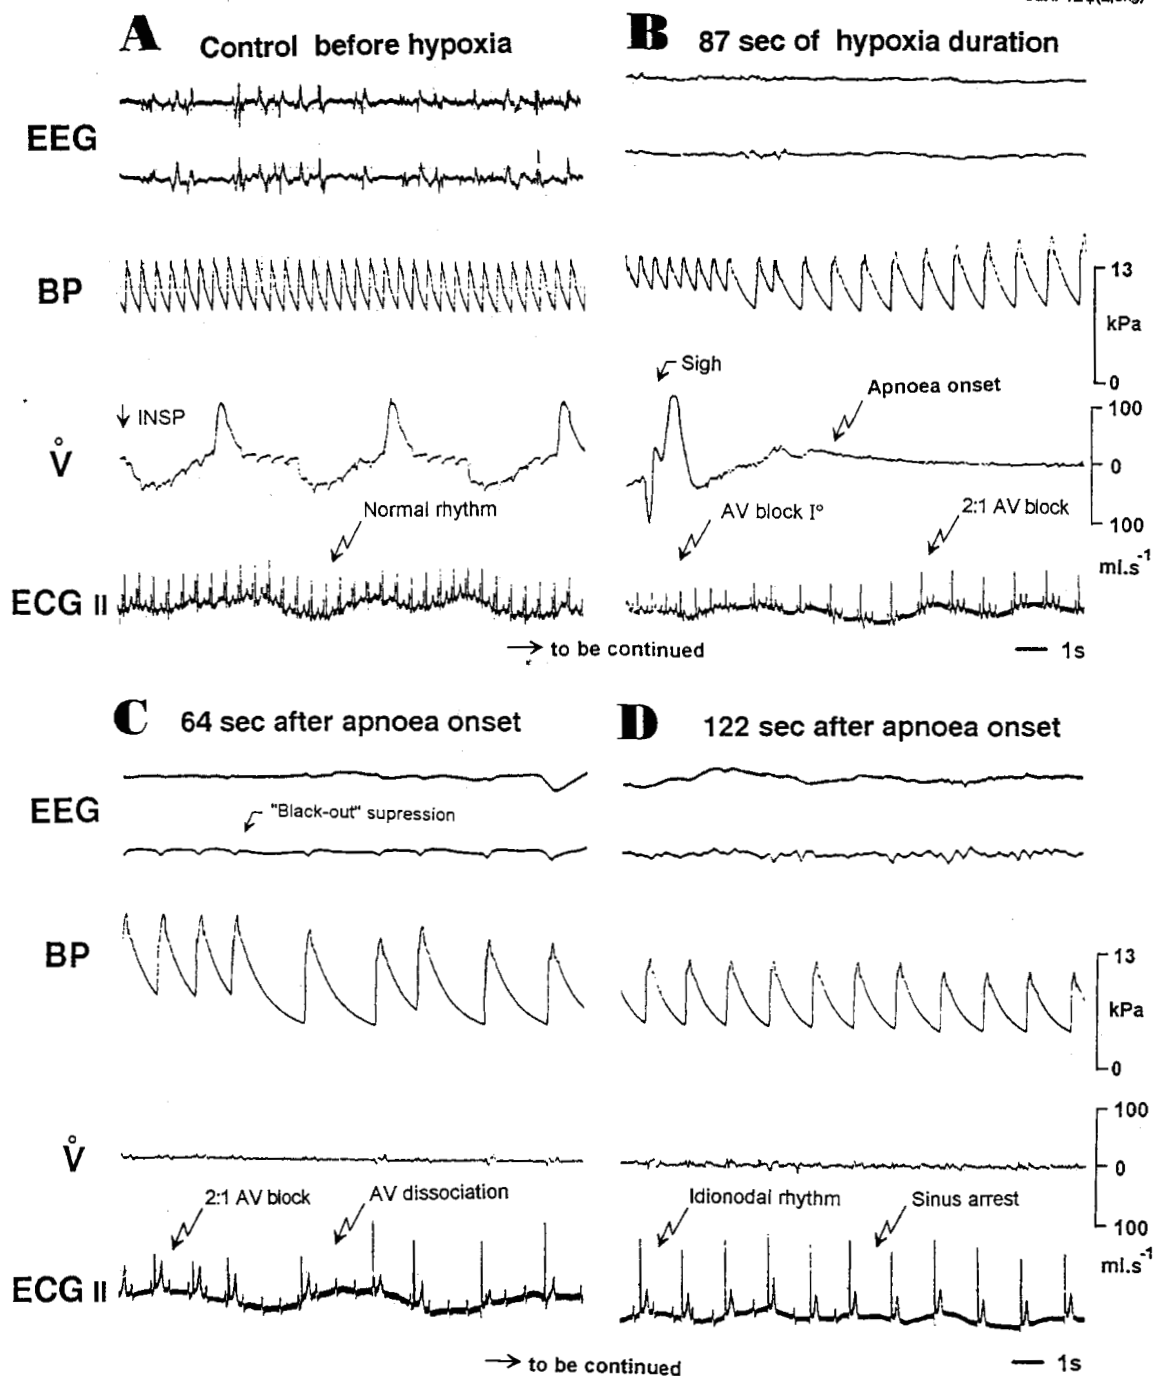 A Control before hypoxia
B 87 sec of hypoxia duration
EEG
BP
13
kPa
0
Sigh
Apnoea onset
INSP
V̊
100
0
100
ml.s⁻¹
Normal rhythm
AV block I°
2:1 AV block
ECG II
→ to be continued
1s
C 64 sec after apnoea onset
D 122 sec after apnoea onset
EEG
"Black-out" supression
BP
13
kPa
0
V̊
100
0
100
ml.s⁻¹
2:1 AV block
AV dissociation
Idionodal rhythm
Sinus arrest
ECG II
→ to be continued
1s